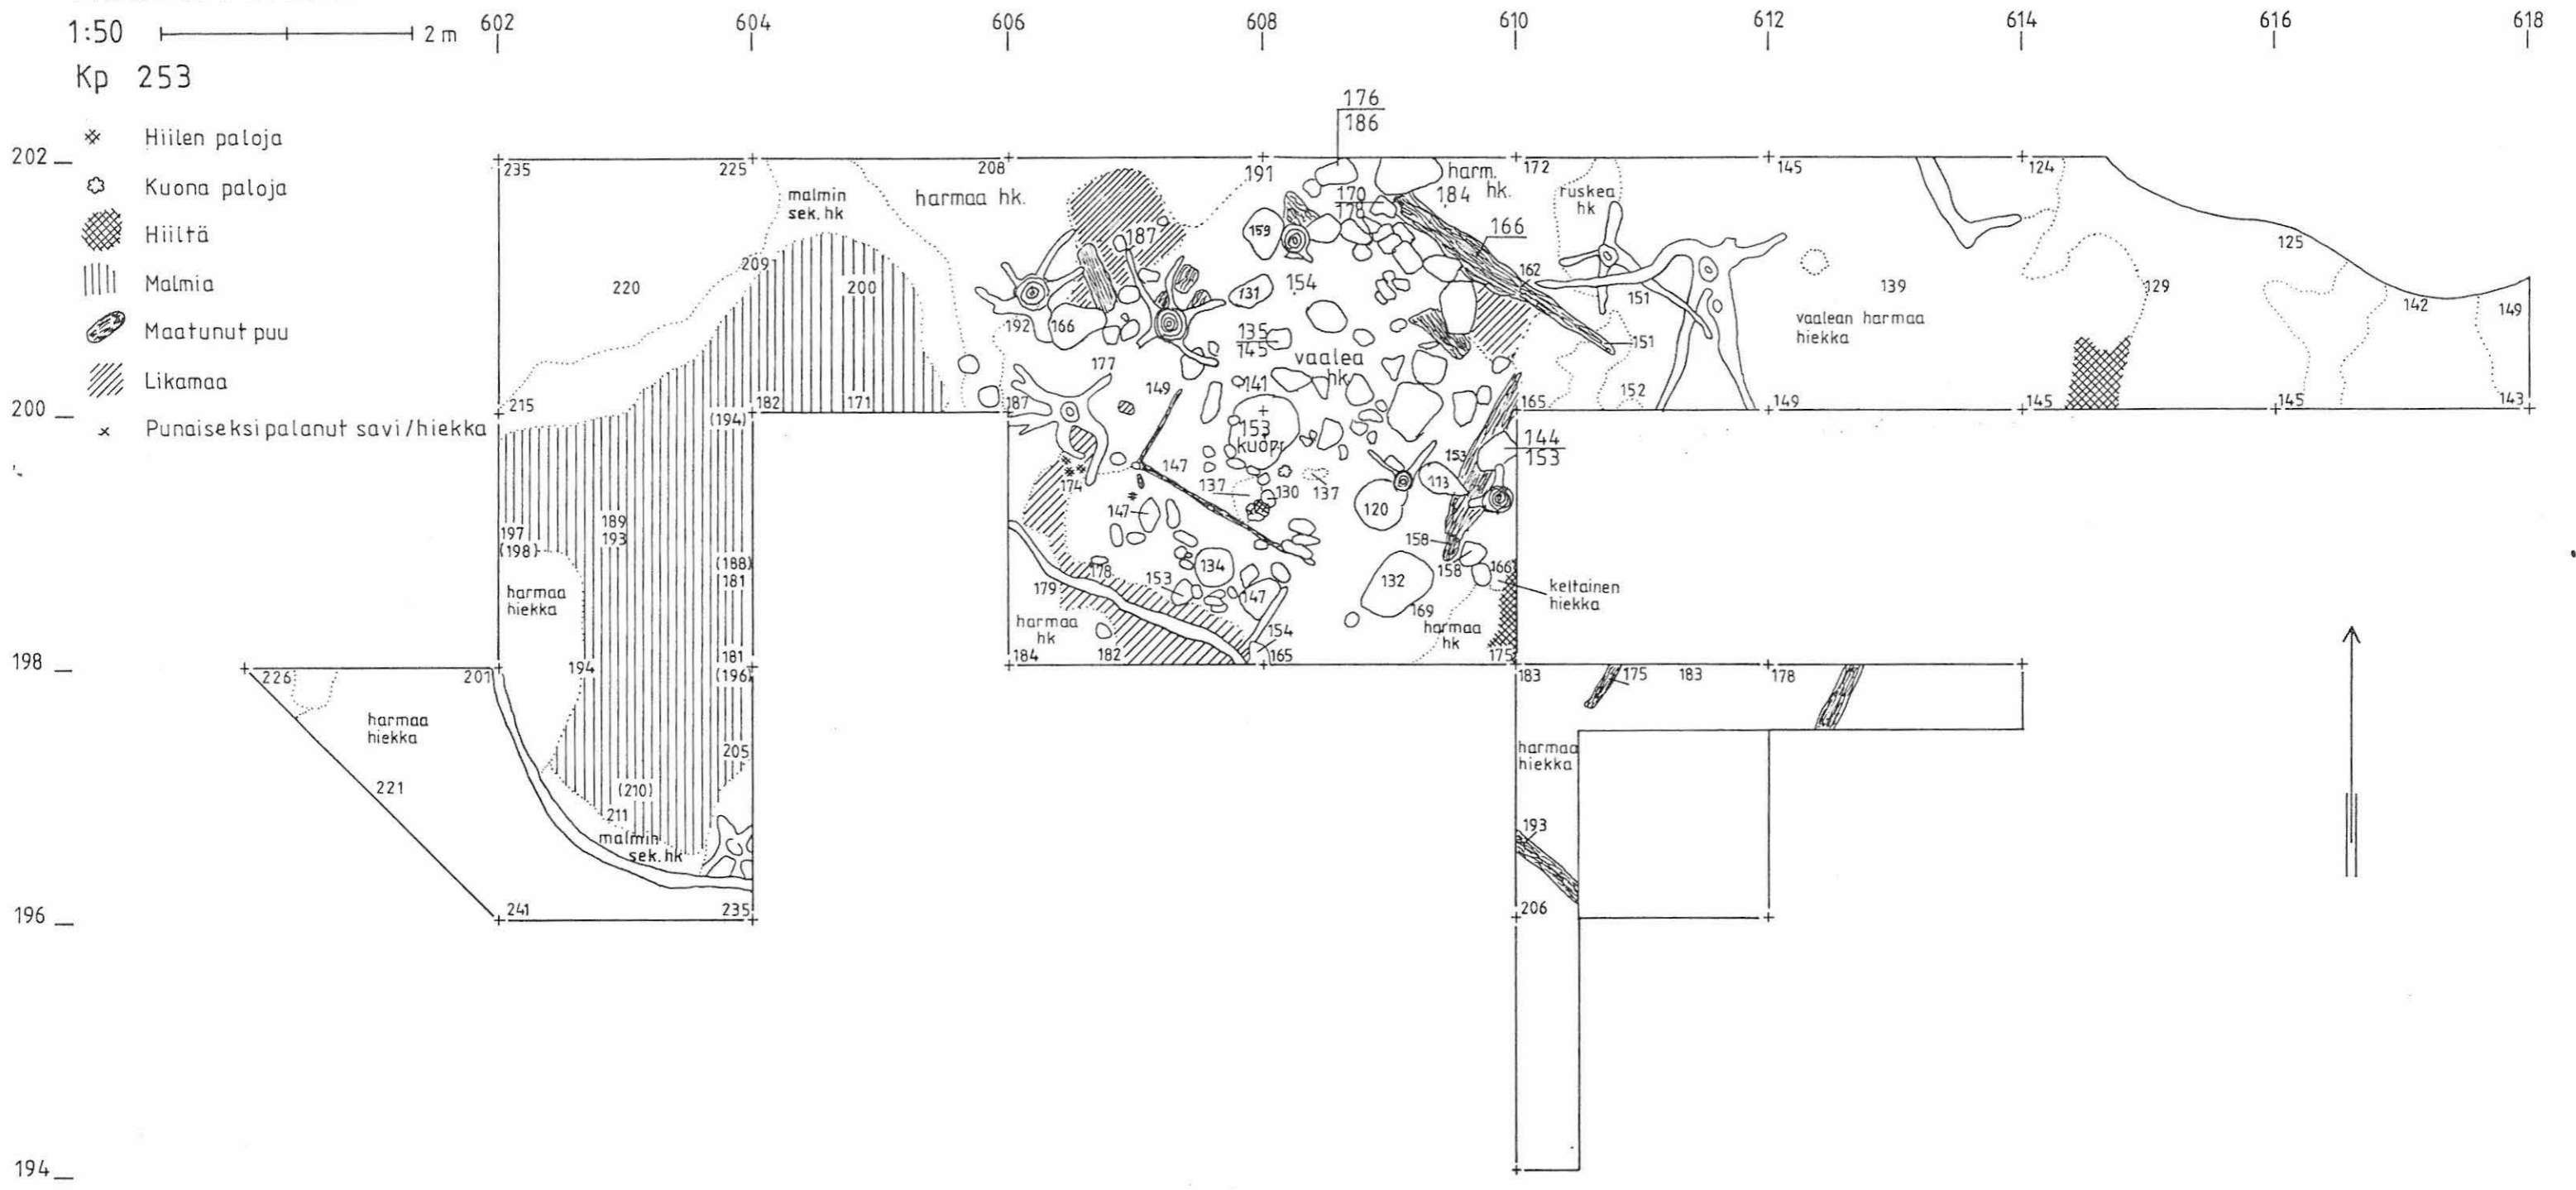 602 604 606 608 610 612 614 616 618
1:50 2 m
Kp 253
Hiilen paloja
Kuona paloja
Hiiltä
Malmia
Maatunut puu
Likamaa
Punaiseksi palanut savi/hiekka
202
200
198
196
194
176
186
235 225 208 191 172 145 124
malmin
sek. hk
harmaa hk.
harm.
hk.
184
170
ruskea
hk
187
159
166
125
209
220
200
131
154
162
151
139
129
142
149
192
166
135
145
vaalea
hk
vaalean harmaa
hiekka
151
177
149
141
152
215 182 171 187 165 149 145 145 143
(194)
153
kuopp.
153
144
153
147
174
137
130
137
113
147
120
197
(198)
189
193
158
(188)
181
178
134
158
166
132
153
179
147
169
harmaa
hiekka
keltainen
hiekka
harmaa
hk
harmaa
hk
154
184 182 165 175
181
(196)
194
226 201
183 175 183 178
harmaa
hiekka
205
harmaa
hiekka
221
(210)
211
malmin
sek. hk
193
241 235
206